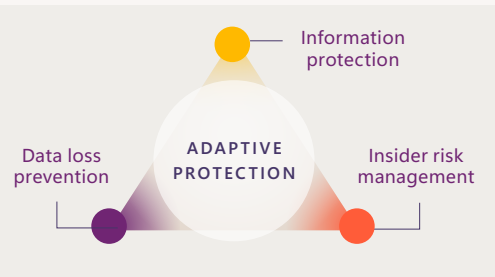 Information
protection
ADAPTIVE
PROTECTION
Data loss
prevention
Insider risk
management